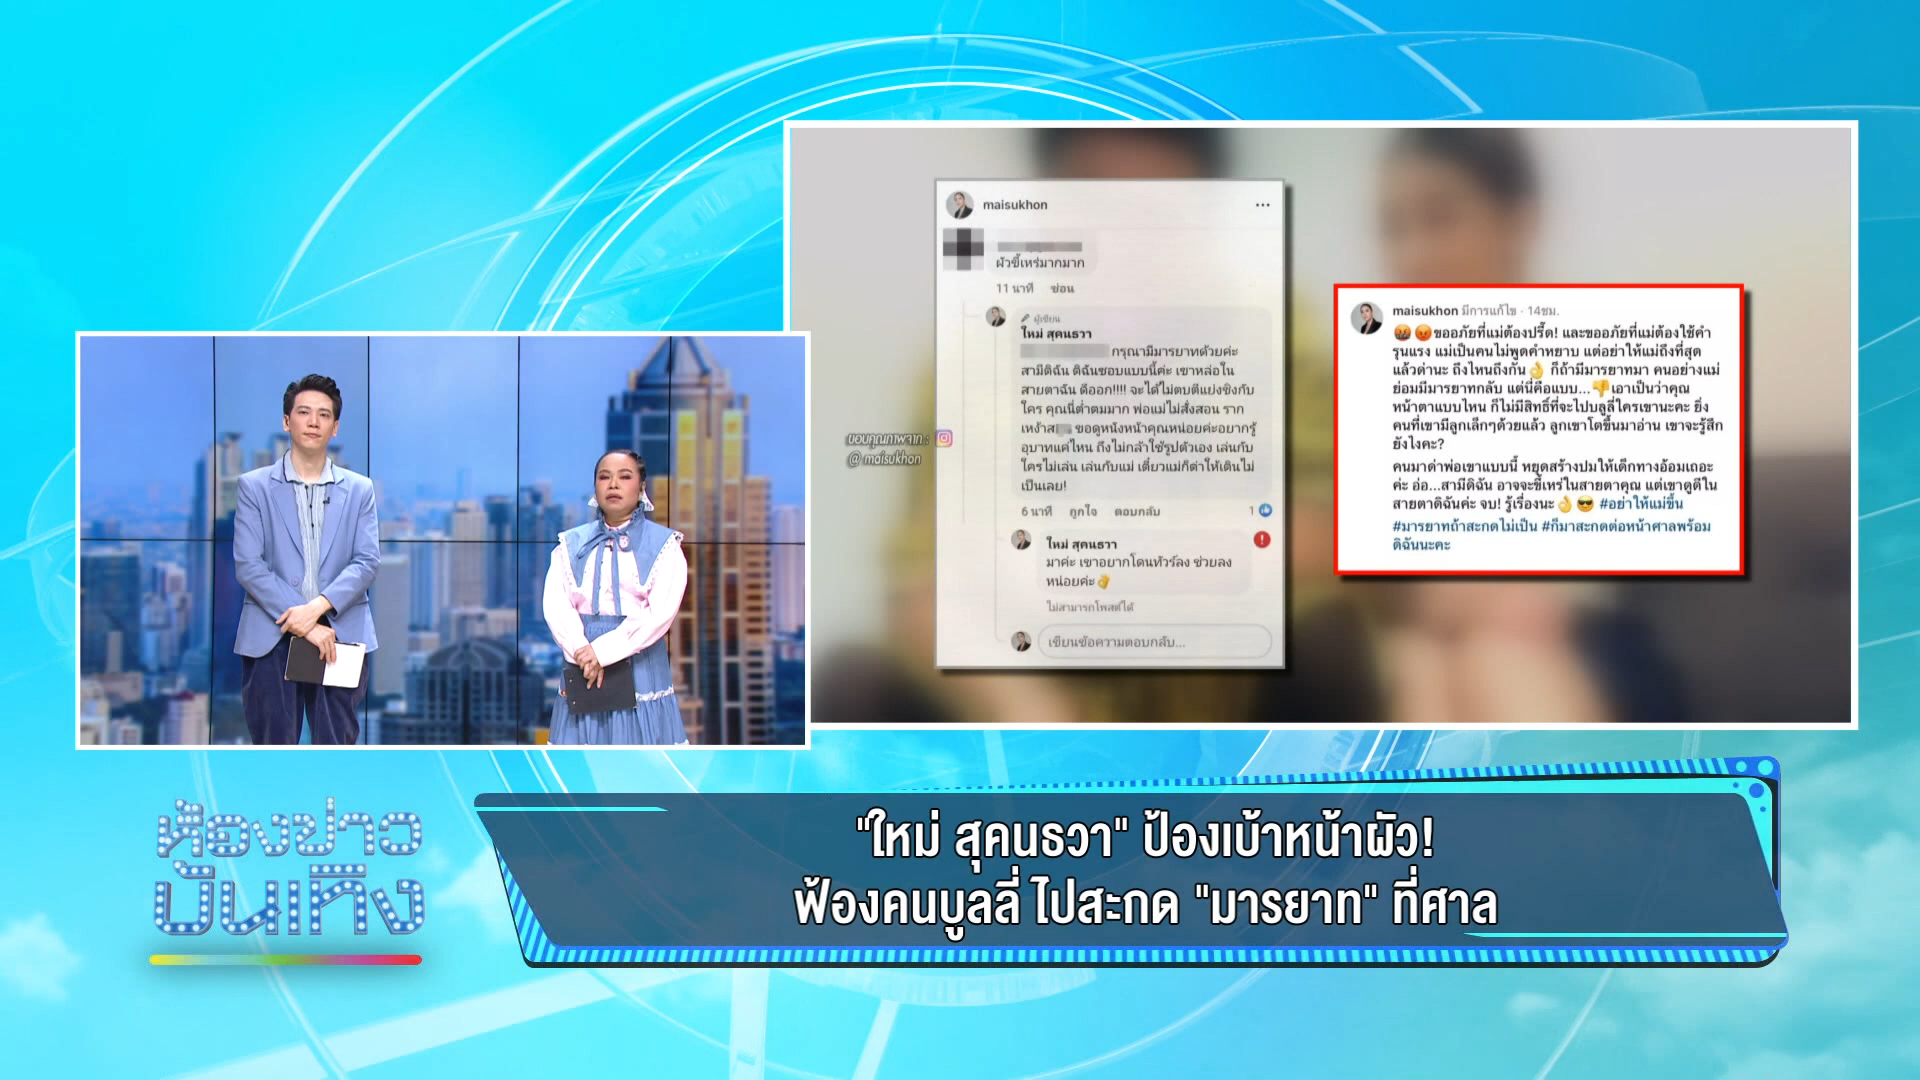 maisukhon
ผัวขี้เหร่มากมาก
11 นาที ซ่อน
ผู้เขียน
ใหม่ สุคนธวา
กรุณามีมารยาทด้วยค่ะ
สามีดิฉัน ดิฉันชอบแบบนี้ค่ะ เขาหล่อใน
สายตาฉัน ดีออก!!!! จะได้ไม่ตบตีแย่งชิงกับ
ใคร คุณนี่ต่ำตมมาก พ่อแม่ไม่สั่งสอน ราก
เหง้าส ขอดูหนังหน้าคุณหน่อยค่ะอยากรู้
อุบาทแค่ไหน ถึงไม่กล้าใช้รูปตัวเอง เล่นกับ
ใครไม่เล่น เล่นกับแม่ เดี๋ยวแม่ก็ด่าให้เดินไม่
เป็นเลย!
6 นาที ถูกใจ ตอบกลับ 1
ใหม่ สุคนธวา
มาค่ะ เขาอยากโดนทัวร์ลง ช่วยลง
หน่อยค่ะ👌
ไม่สามารถโพสต์ได้
เขียนข้อความตอบกลับ...
ขอบคุณภาพจาก :
@ maisukhon
maisukhon มีการแก้ไข · 14ชม.
🤬😡ขออภัยที่แม่ต้องปรี๊ด! และขออภัยที่แม่ต้องใช้คำ
รุนแรง แม่เป็นคนไม่พูดคำหยาบ แต่อย่าให้แม่ถึงที่สุด
แล้วด่านะ ถึงไหนถึงกัน👌 ก็ถ้ามีมารยาทมา คนอย่างแม่
ย่อมมีมารยาทกลับ แต่นี่คือแบบ...👎เอาเป็นว่าคุณ
หน้าตาแบบไหน ก็ไม่มีสิทธิ์ที่จะไปบลูลี่ใครเขานะคะ ยิ่ง
คนที่เขามีลูกเล็กๆด้วยแล้ว ลูกเขาโตขึ้นมาอ่าน เขาจะรู้สึก
ยังไงคะ?
คนมาด่าพ่อเขาแบบนี้ หยุดสร้างปมให้เด็กทางอ้อมเถอะ
ค่ะ อ๋อ...สามีดิฉัน อาจจะขี้เหร่ในสายตาคุณ แต่เขาดูดีใน
สายตาดิฉันค่ะ จบ! รู้เรื่องนะ👌😎 #อย่าให้แม่ขึ้น
#มารยาทถ้าสะกดไม่เป็น #ก็มาสะกดต่อหน้าศาลพร้อม
ดิฉันนะคะ
ห้องข่าว
บันเทิง
"ใหม่ สุคนธวา" ป้องเบ้าหน้าผัว!
ฟ้องคนบูลลี่ ไปสะกด "มารยาท" ที่ศาล